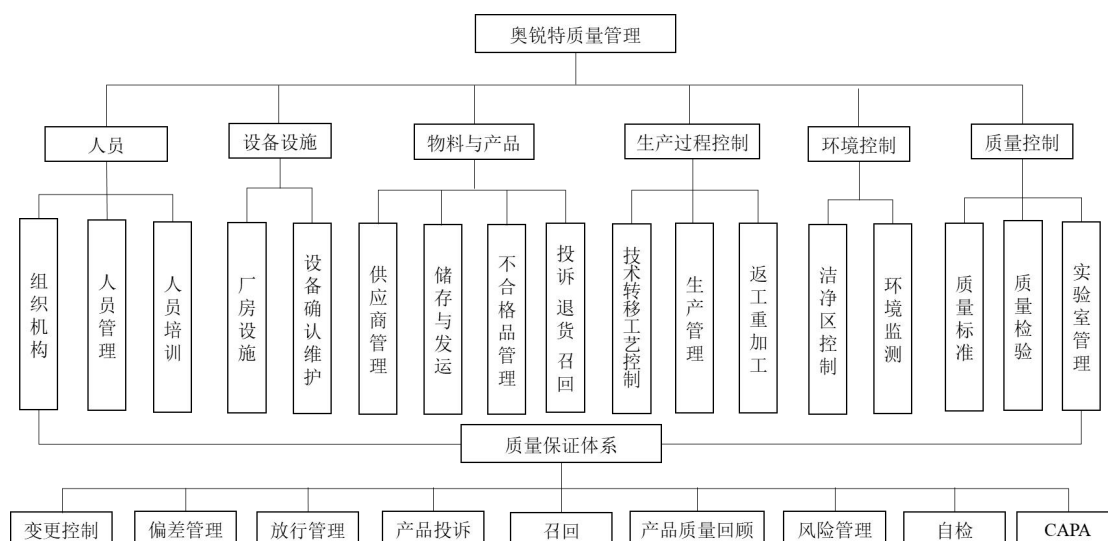 奥锐特质量管理
人员
设备设施
物料与产品
生产过程控制
环境控制
质量控制
组织机构
人员管理
人员培训
厂房设施
设备确认维护
供应商管理
储存与发运
不合格品管理
投诉 退货 召回
技术转移工艺控制
生产管理
返工重加工
洁净区控制
环境监测
质量标准
质量检验
实验室管理
质量保证体系
变更控制
偏差管理
放行管理
产品投诉
召回
产品质量回顾
风险管理
自检
CAPA